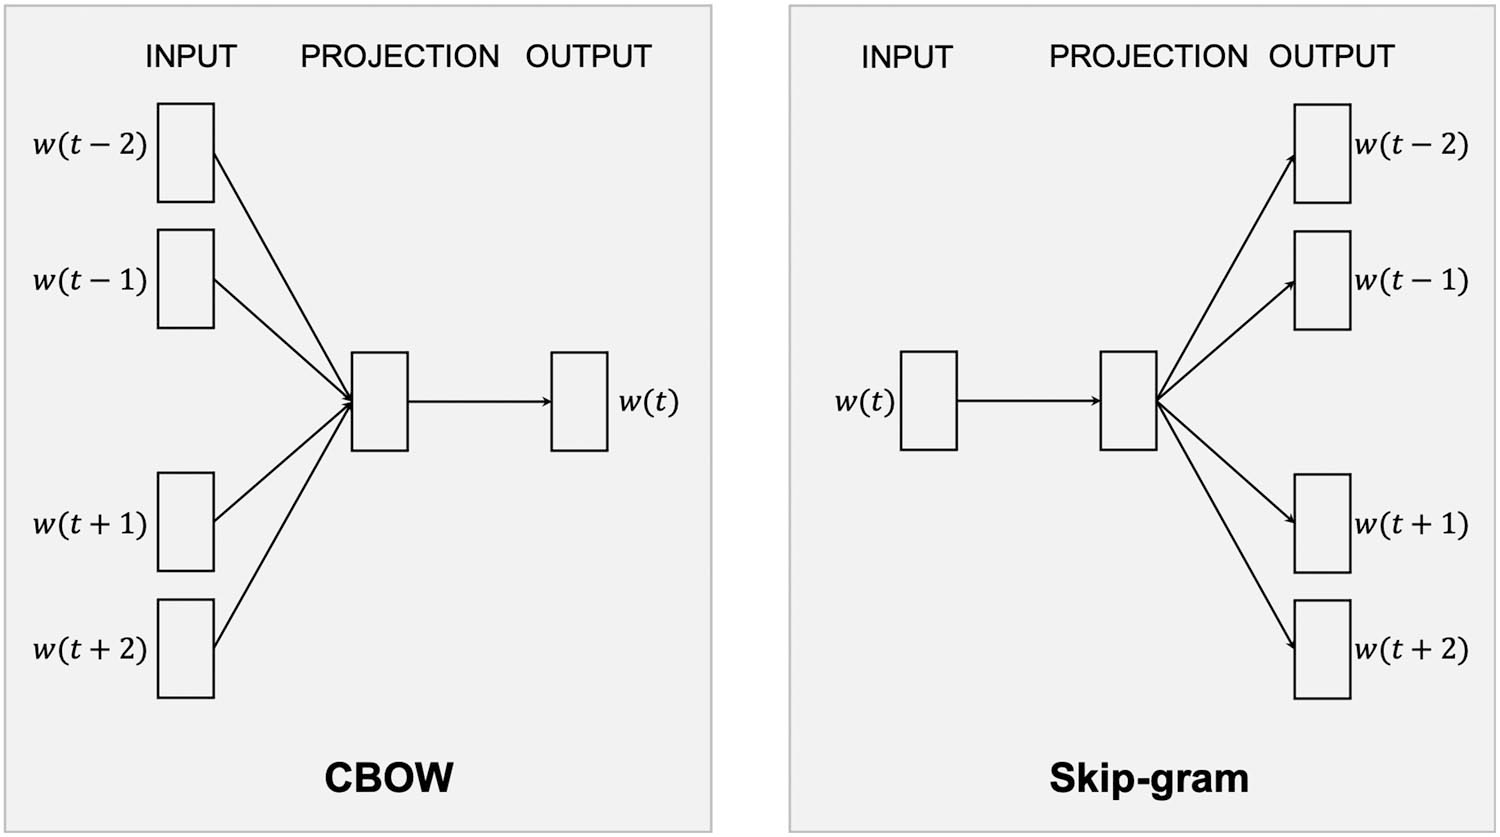 INPUT PROJECTION OUTPUT
w(t − 2)
w(t − 1)
w(t)
w(t + 1)
w(t + 2)
CBOW
INPUT PROJECTION OUTPUT
w(t − 2)
w(t − 1)
w(t)
w(t + 1)
w(t + 2)
Skip-gram